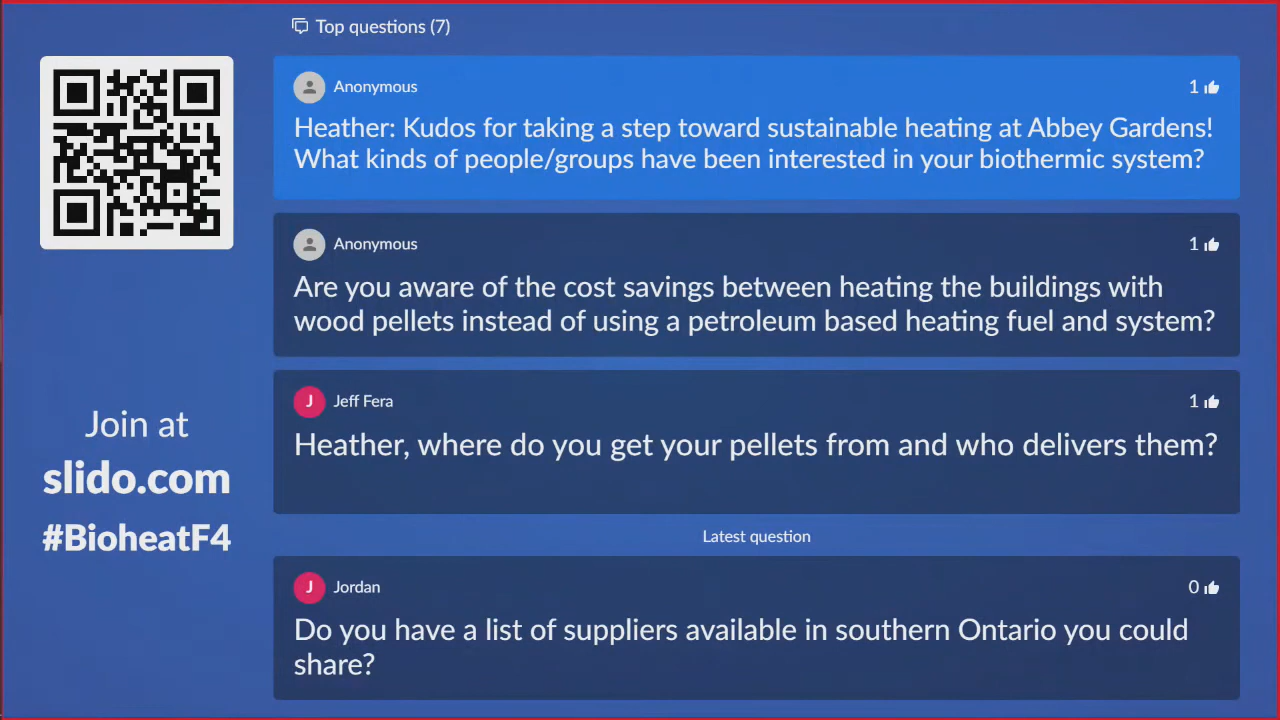 Top questions (7)
Anonymous
1
Heather: Kudos for taking a step toward sustainable heating at Abbey Gardens!
What kinds of people/groups have been interested in your biothermic system?
Anonymous
1
Are you aware of the cost savings between heating the buildings with
wood pellets instead of using a petroleum based heating fuel and system?
J Jeff Fera
1
Heather, where do you get your pellets from and who delivers them?
Latest question
J Jordan
0
Do you have a list of suppliers available in southern Ontario you could
share?
Join at
slido.com
#BioheatF4